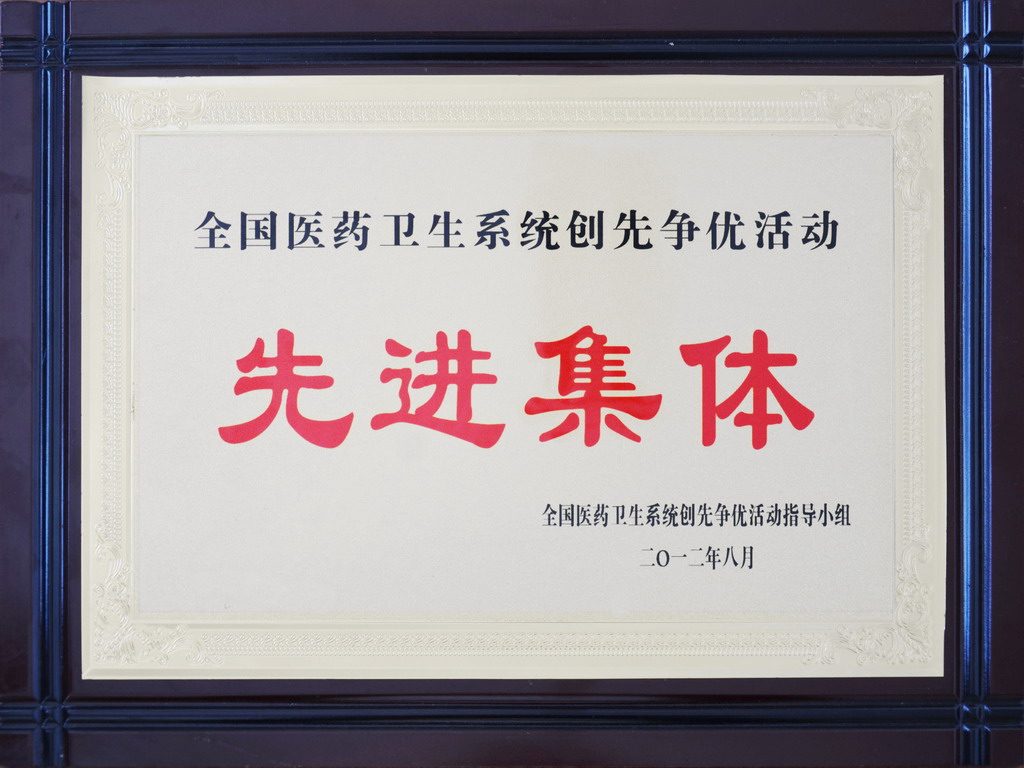 全国医药卫生系统创先争优活动
先进集体
全国医药卫生系统创先争优活动指导小组
二〇一二年八月